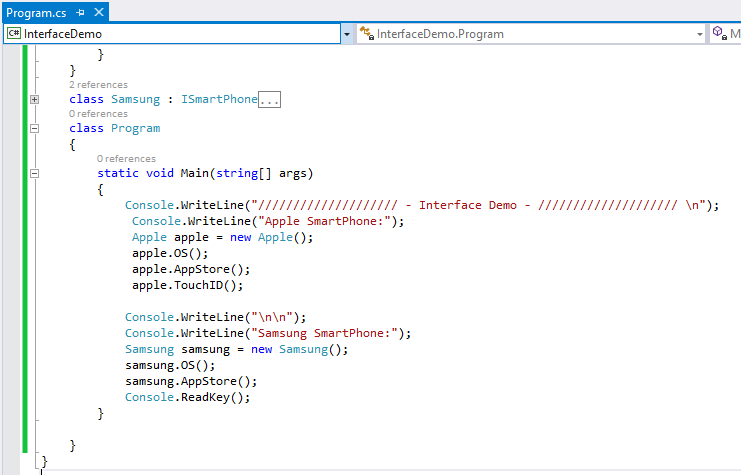 Program.cs
C# InterfaceDemo InterfaceDemo.Program M
}
}
2 references
class Samsung : ISmartPhone...
0 references
class Program
{
0 references
static void Main(string[] args)
{
Console.WriteLine("//////////////////// - Interface Demo - //////////////////// \n");
Console.WriteLine("Apple SmartPhone:");
Apple apple = new Apple();
apple.OS();
apple.AppStore();
apple.TouchID();
Console.WriteLine("\n\n");
Console.WriteLine("Samsung SmartPhone:");
Samsung samsung = new Samsung();
samsung.OS();
samsung.AppStore();
Console.ReadKey();
}
}
}